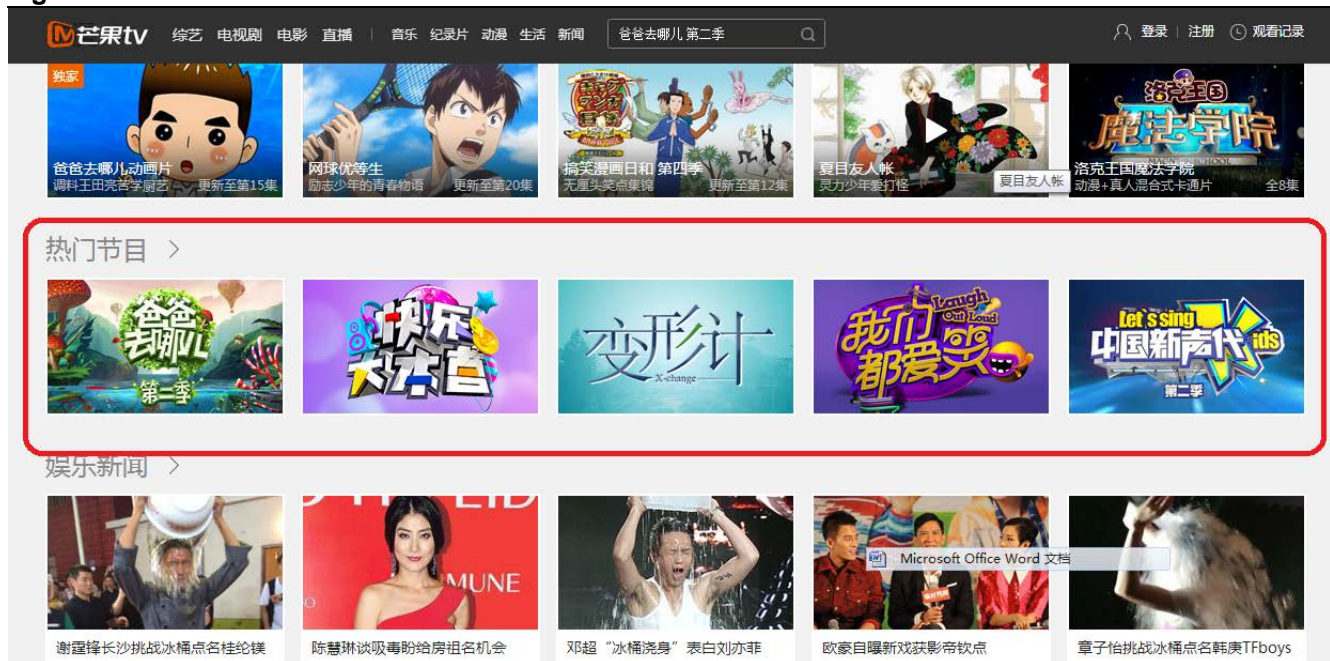 芒果tv 综艺 电视剧 电影 直播 音乐 纪录片 动漫 生活 新闻 爸爸去哪儿 第二季 登录 注册 观看记录
独家
爸爸去哪儿动画片
调料王田亮苦学厨艺 更新至第15集
网球优等生
励志少年的青春物语 更新至第20集
搞笑漫画日和 第四季
无厘头笑点集锦 更新至第12集
夏目友人帐
灵力少年爱打怪
夏目友人帐
洛克王国
魔法学院
洛克王国魔法学院
动漫+真人混合式卡通片 全8集
热门节目 >
爸爸
去哪儿
第二季
快乐
大本营
变形计
X-change
我们
都爱笑
Laugh
Out Loud
Let's sing
kids
中国新声代
第二季
娱乐新闻 >
MUNE
Microsoft Office Word 文档
谢霆锋长沙挑战冰桶点名桂纶镁
陈慧琳谈吸毒盼给房祖名机会
邓超“冰桶浇身”表白刘亦菲
欧豪自曝新戏获影帝钦点
章子怡挑战冰桶点名韩庚TFboys